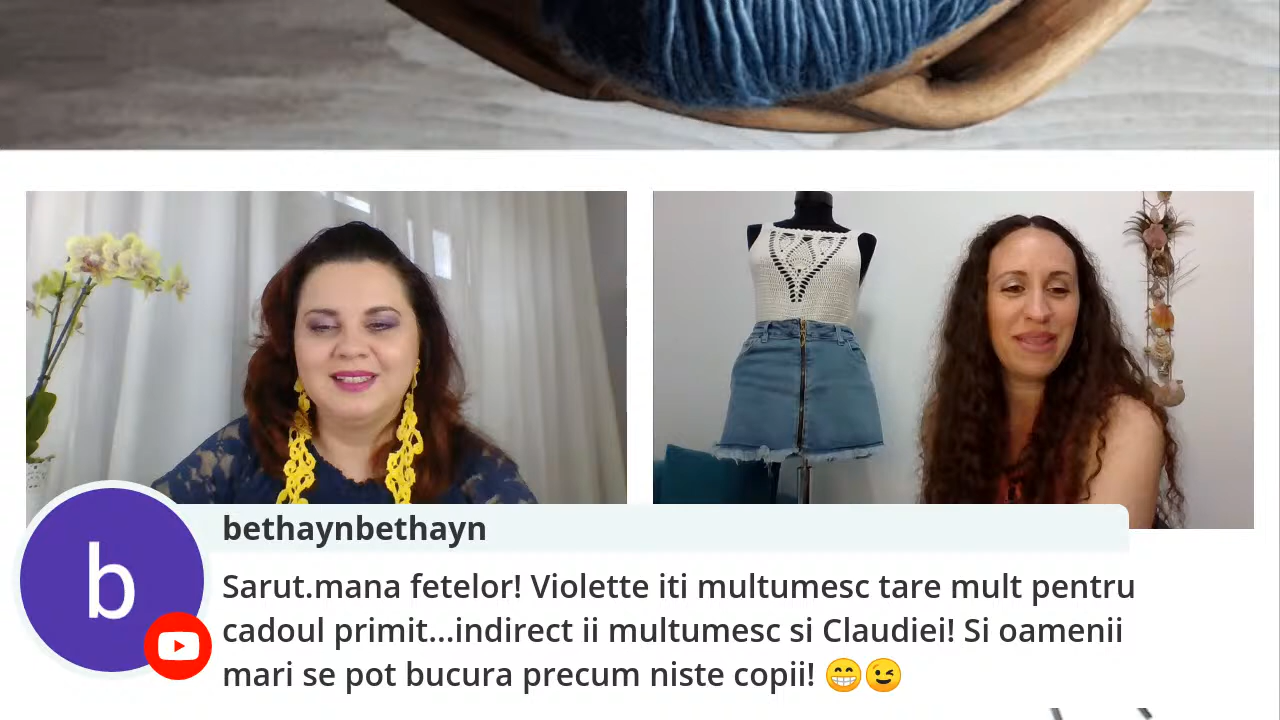 bethaynbethayn
b
Sarut.mana fetelor! Violette iti multumesc tare mult pentru
cadoul primit...indirect ii multumesc si Claudiei! Si oamenii
mari se pot bucura precum niste copii! 😁😉